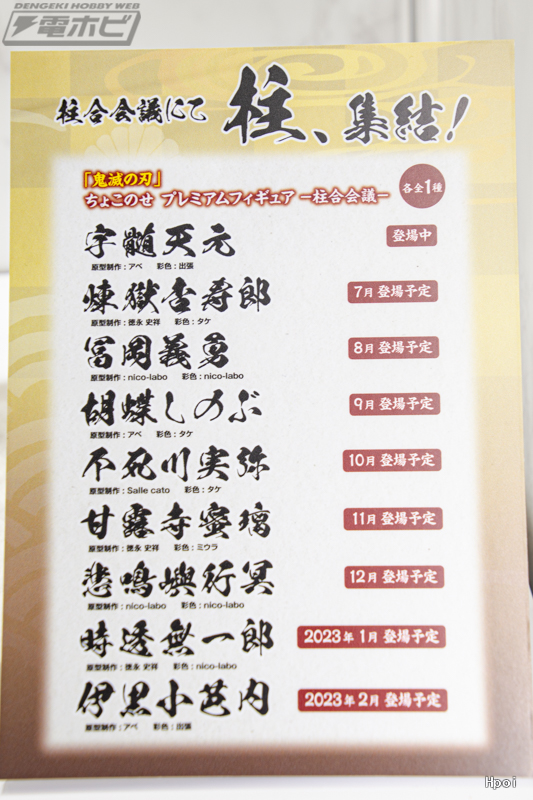 DENGEKI HOBBY WEB
電ホビ
柱合会議にて 柱、集結!
「鬼滅の刃」
ちょこのせ プレミアムフィギュア ー柱合会議ー 各全1種
宇髄天元 登場中
原型制作:アベ 彩色:出張
煉獄杏寿郎 7月 登場予定
原型制作:徳永 史祥 彩色:タケ
冨岡義勇 8月 登場予定
原型制作:nico-labo 彩色:nico-labo
胡蝶しのぶ 9月 登場予定
原型制作:アベ 彩色:タケ
不死川実弥 10月 登場予定
原型制作:Salle cato 彩色:タケ
甘露寺蜜璃 11月 登場予定
原型制作:徳永 史祥 彩色:ミウラ
悲鳴嶼行冥 12月 登場予定
原型制作:nico-labo 彩色:nico-labo
時透無一郎 2023年 1月 登場予定
原型制作:徳永 史祥 彩色:nico-labo
伊黒小芭内 2023年 2月 登場予定
原型制作:アベ 彩色:出張
Hpoi